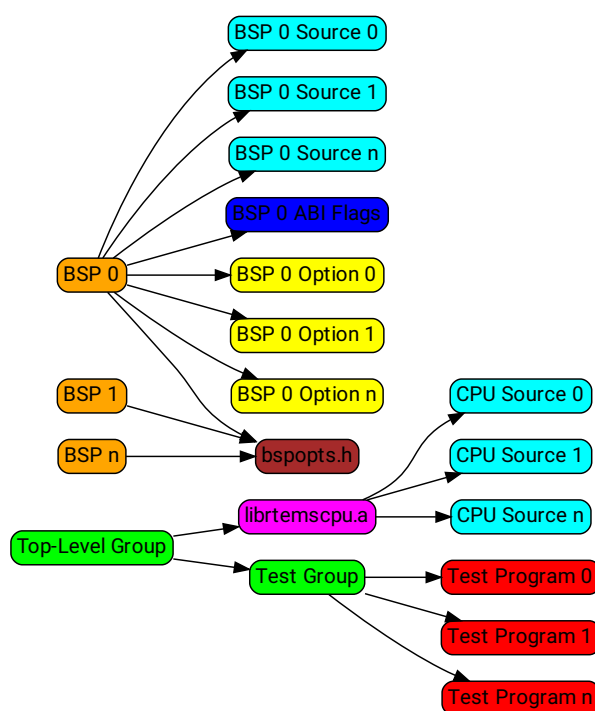 BSP 0 Source 0
BSP 0 Source 1
BSP 0 Source n
BSP 0 ABI Flags
BSP 0
BSP 0 Option 0
BSP 0 Option 1
BSP 0 Option n
BSP 1
CPU Source 0
BSP n
bspopts.h
CPU Source 1
librtemscpu.a
CPU Source n
Top-Level Group
Test Group
Test Program 0
Test Program 1
Test Program n